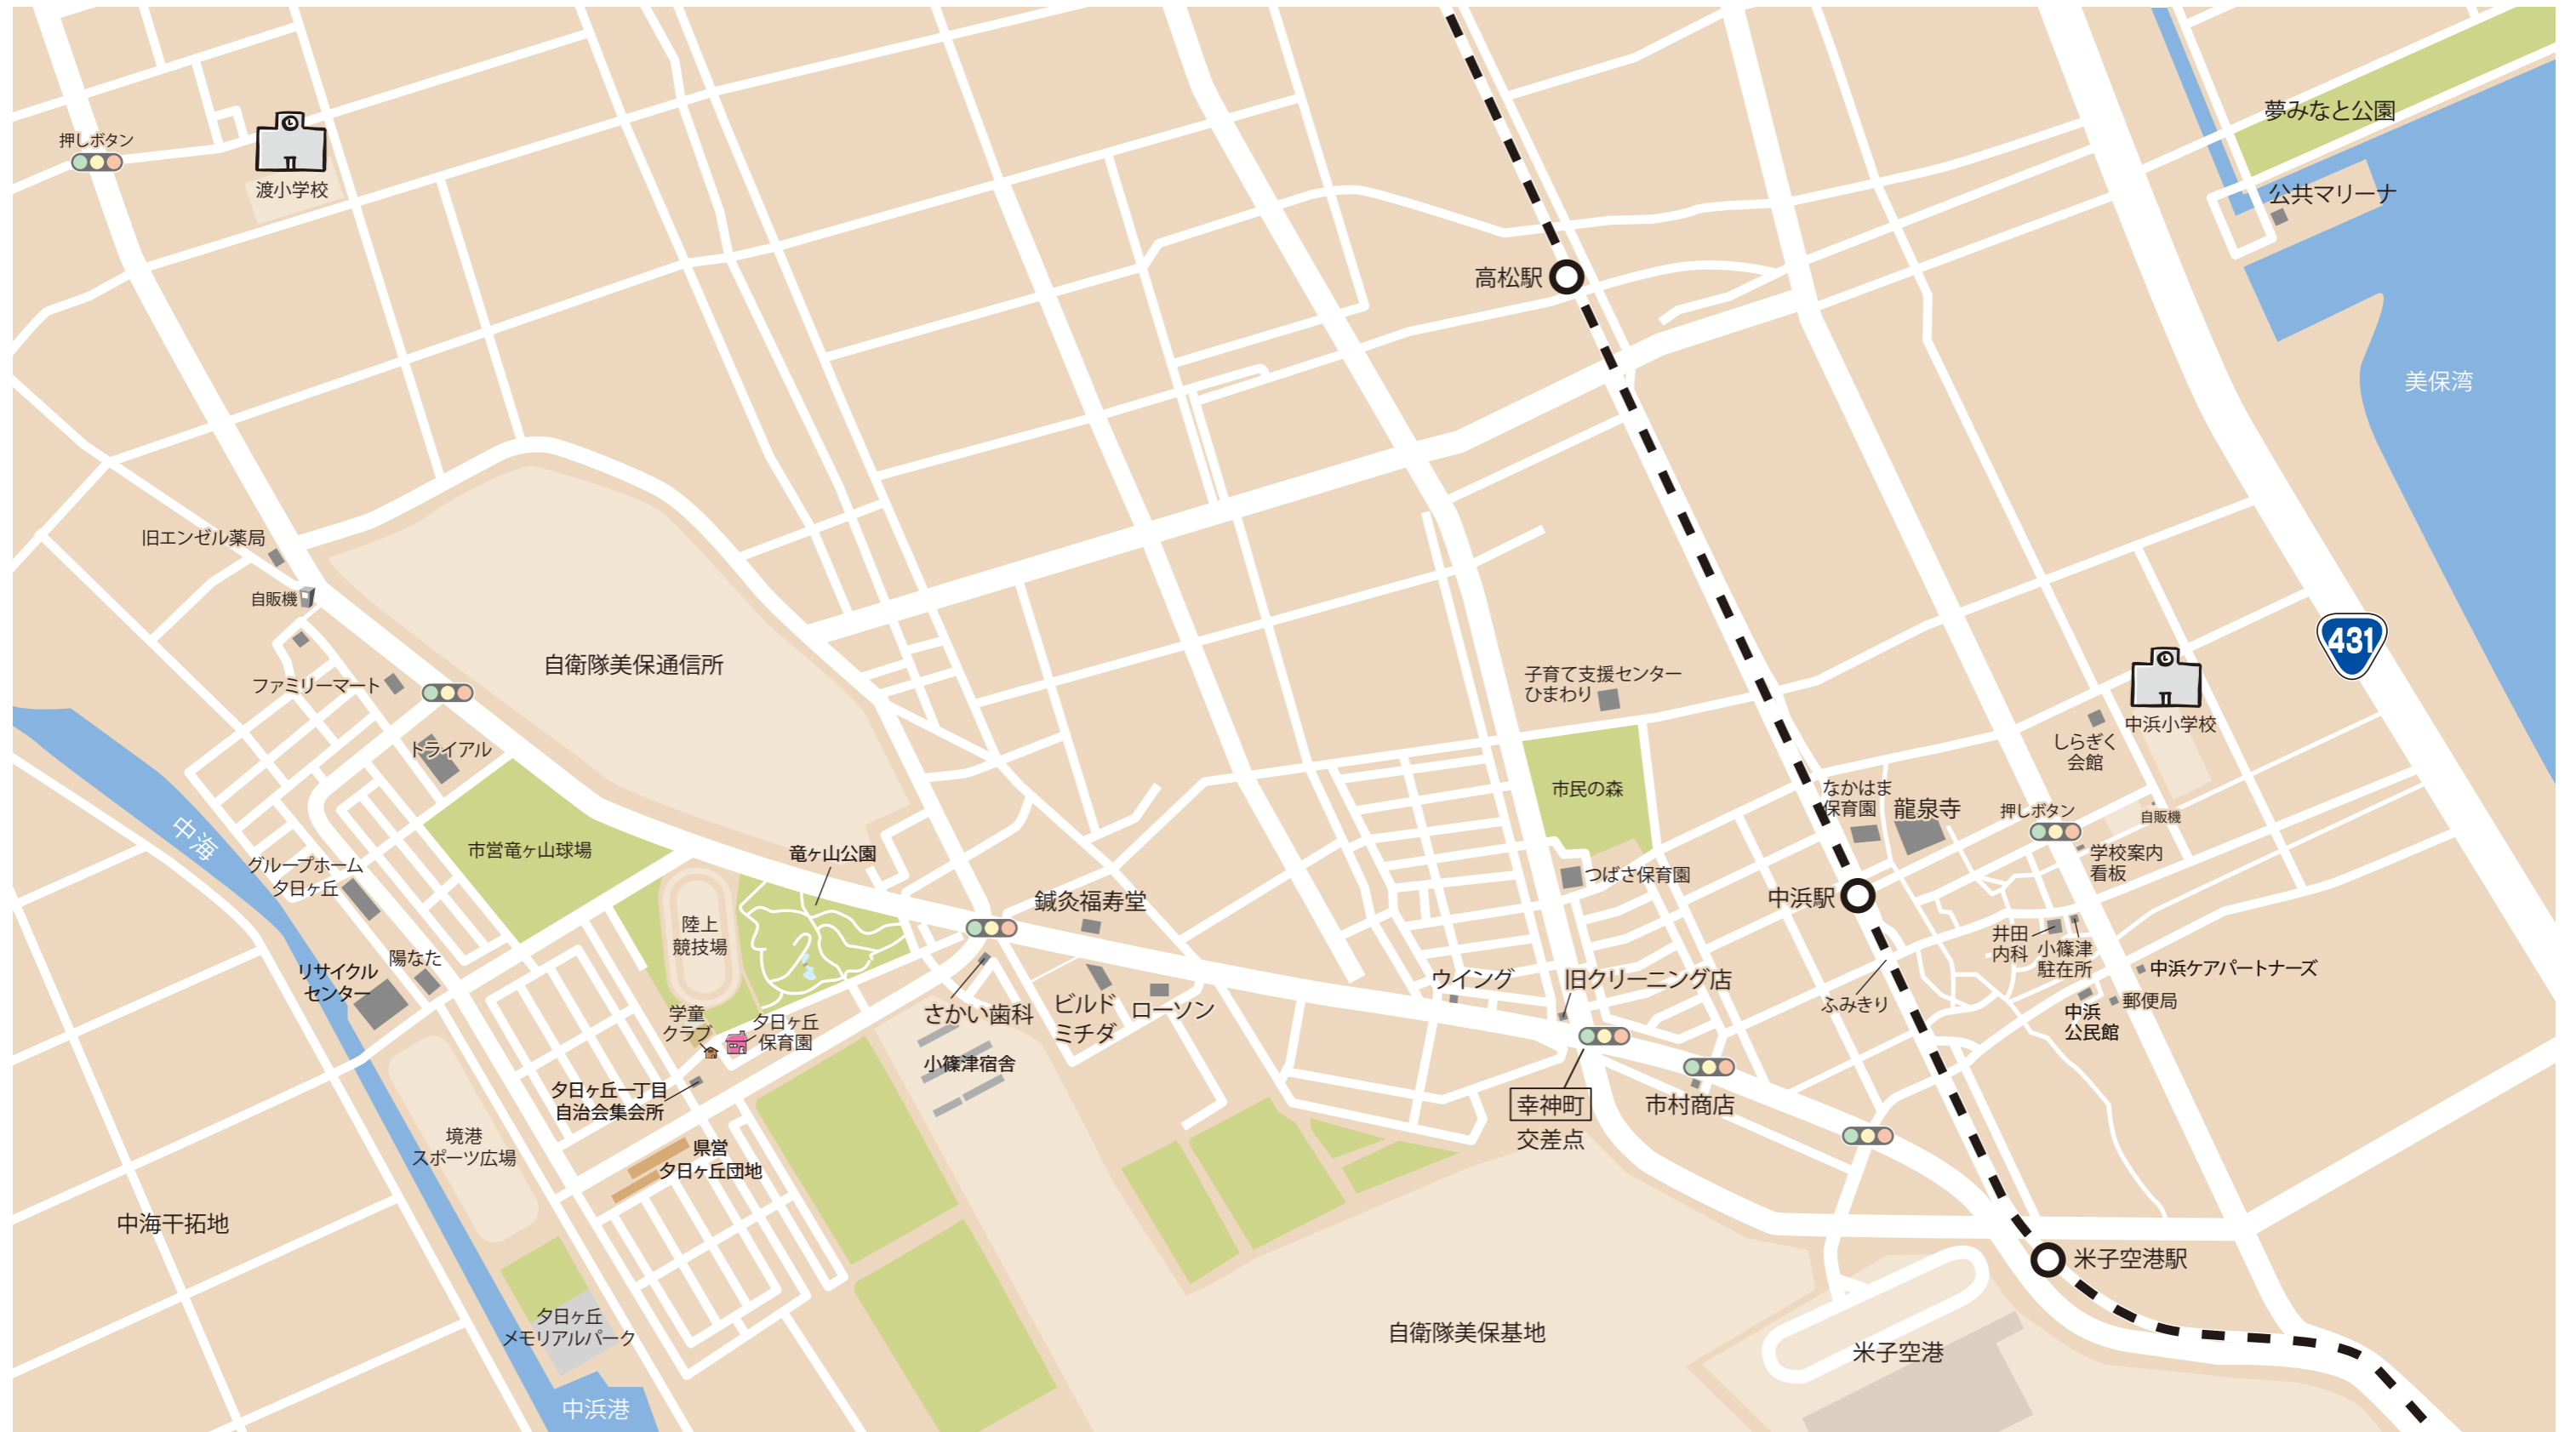 夢みなと公園
押しボタン
渡小学校
公共マリーナ
高松駅
美保湾
旧エンゼル薬局
自販機
431
自衛隊美保通信所
子育て支援センター
ひまわり
ファミリーマート
中浜小学校
しらぎく
会館
トライアル
市民の森
なかはま
保育園
龍泉寺
押しボタン
自販機
中海
市営竜ヶ山球場
竜ヶ山公園
学校案内
看板
グループホーム
夕日ヶ丘
つばさ保育園
中浜駅
鍼灸福寿堂
陸上
競技場
井田
内科
小篠津
駐在所
陽なた
リサイクル
センター
中浜ケアパートナーズ
ウイング
旧クリーニング店
ふみきり
郵便局
中浜
公民館
さかい歯科
ビルド
ミチダ
ローソン
学童
クラブ
夕日ヶ丘
保育園
小篠津宿舎
夕日ヶ丘一丁目
自治会集会所
幸神町
交差点
市村商店
境港
スポーツ広場
県営
夕日ヶ丘団地
中海干拓地
米子空港駅
夕日ヶ丘
メモリアルパーク
自衛隊美保基地
米子空港
中浜港